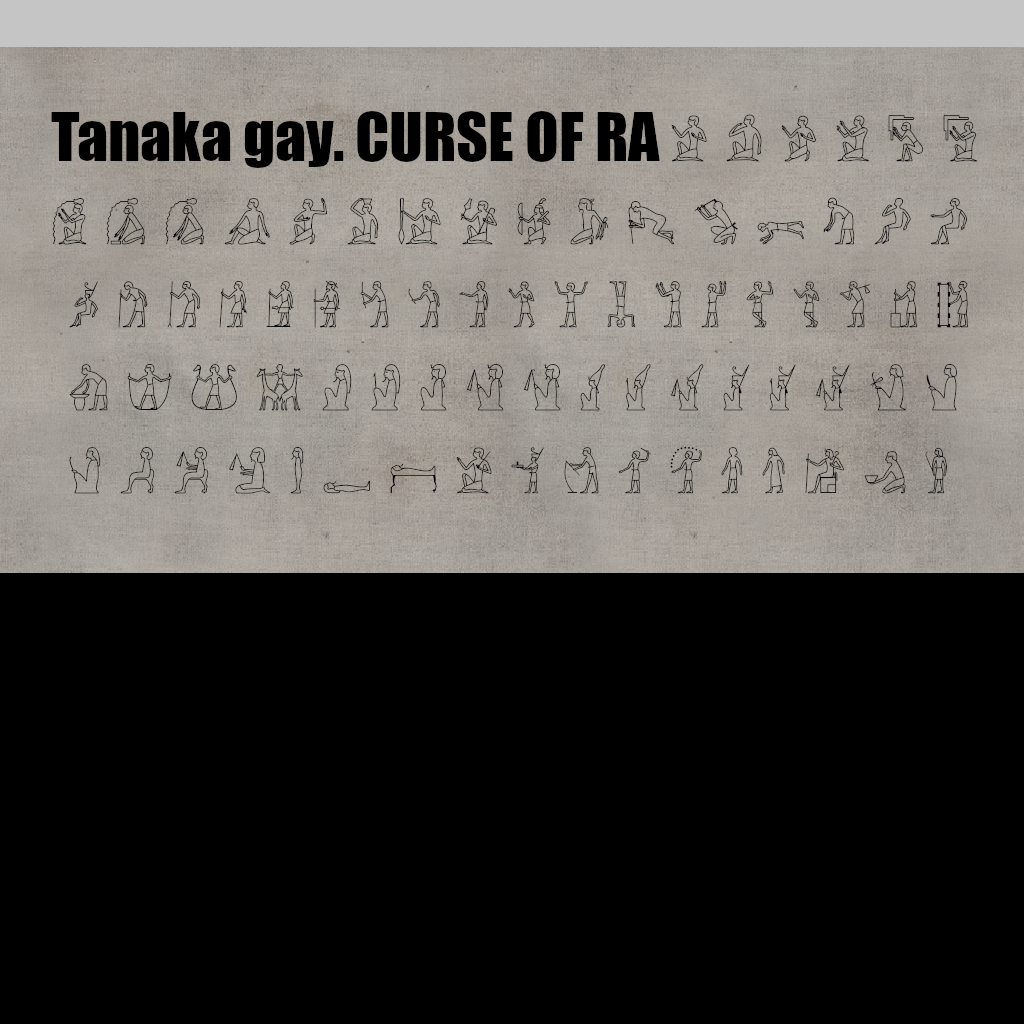 Tanaka gay. CURSE OF RA 𓀀 𓀁 𓀂 𓀃 𓀄 𓀅
𓀆 𓀇 𓀈 𓀉 𓀊 𓀋 𓀌 𓀍 𓀎 𓀏 𓀐 𓀑 𓀒 𓀓 𓀔 𓀕
𓀖 𓀗 𓀘 𓀙 𓀚 𓀛 𓀜 𓀝 𓀞 𓀟 𓀠 𓀡 𓀢 𓀣 𓀤 𓀥 𓀦 𓀧 𓀨
𓀩 𓀪 𓀫 𓀬 𓀭 𓀮 𓀯 𓀰 𓀱 𓀲 𓀳 𓀴 𓀵 𓀶 𓀷 𓀸 𓀹
𓀺 𓀻 𓀼 𓀽 𓀾 𓀿 𓁀 𓁁 𓁂 𓁃 𓁄 𓁅 𓁆 𓁇 𓁈 𓁉 𓁊